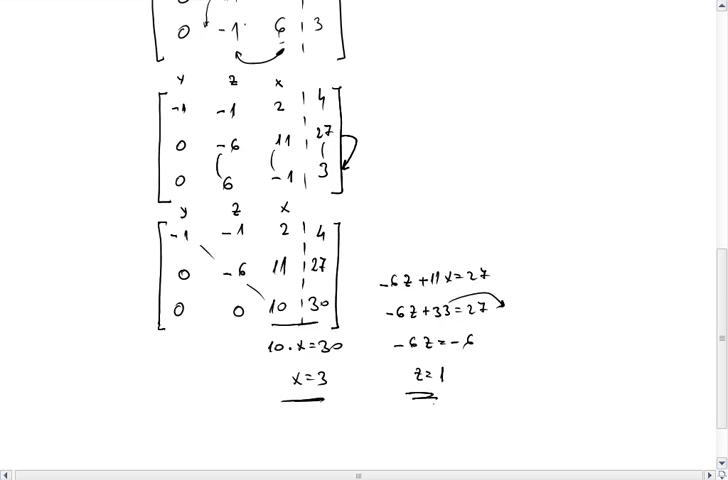 0 -1 6 3
y z x
-1 -1 2 4
0 -6 11 27
0 6 -1 3
y z x
-1 -1 2 4
0 -6 11 27
0 0 10 30
10·x=30
x=3
-6z+11x=27
-6z+33=27
-6z=-6
z=1